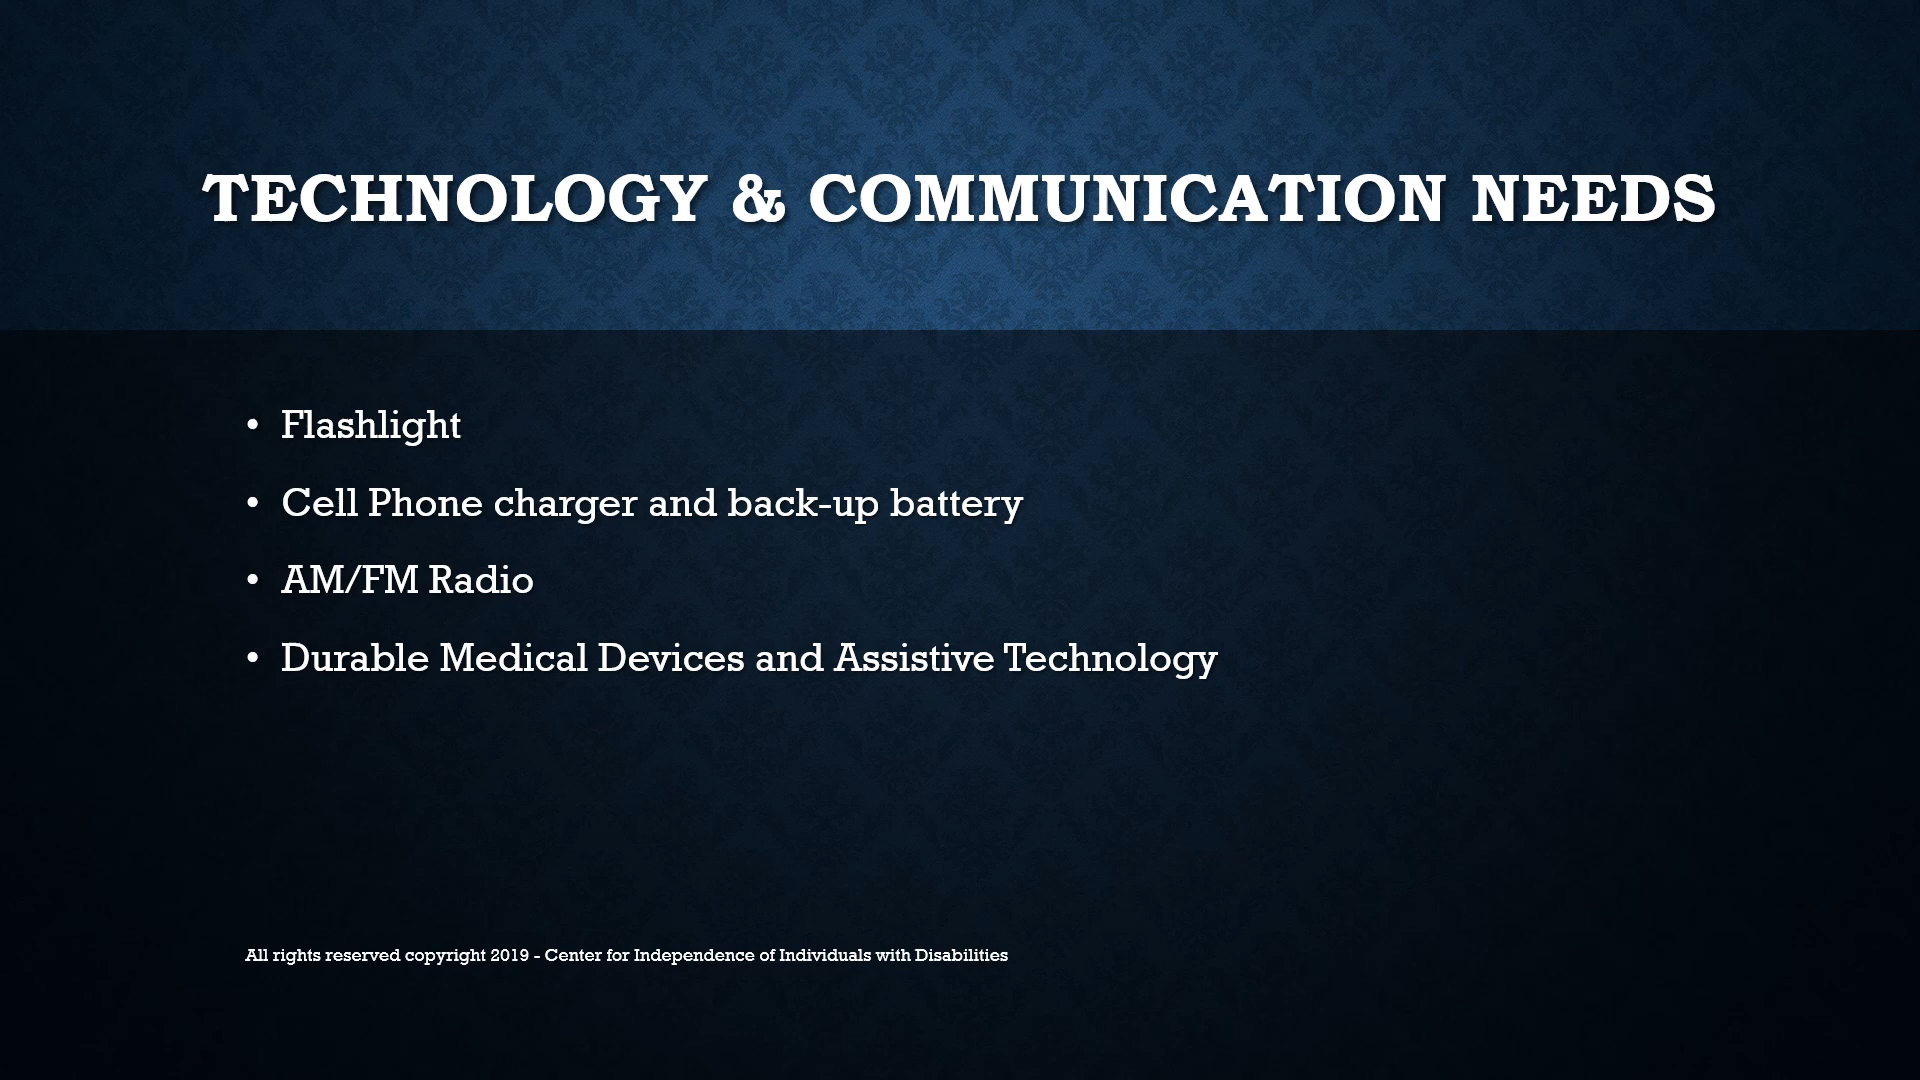 TECHNOLOGY & COMMUNICATION NEEDS
• Flashlight
• Cell Phone charger and back-up battery
• AM/FM Radio
• Durable Medical Devices and Assistive Technology
All rights reserved copyright 2019 - Center for Independence of Individuals with Disabilities